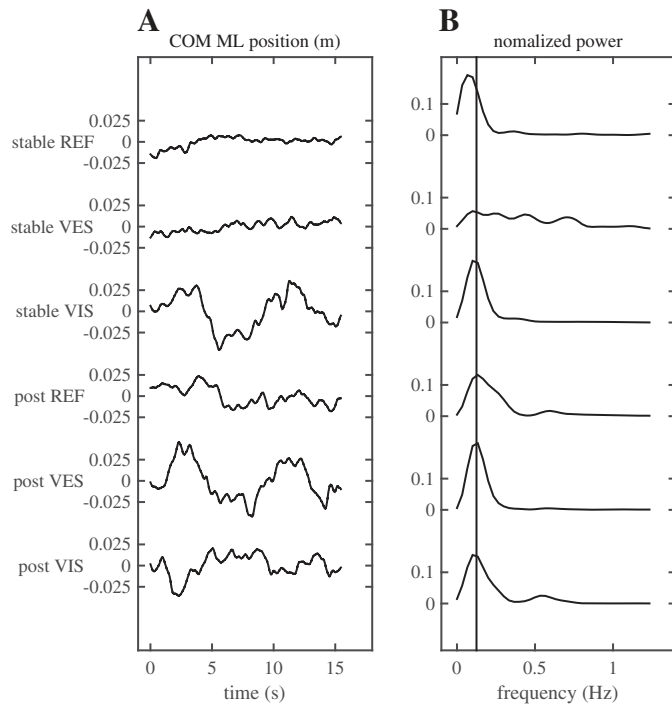 A
B
COM ML position (m)
nomalized power
stable REF
0.025
0
-0.025
0.1
0
stable VES
0.025
0
-0.025
0.1
0
stable VIS
0.025
0
-0.025
0.1
0
post REF
0.025
0
-0.025
0.1
0
post VES
0.025
0
-0.025
0.1
0
post VIS
0.025
0
-0.025
0.1
0
0 5 10 15
0 0.5 1
time (s)
frequency (Hz)